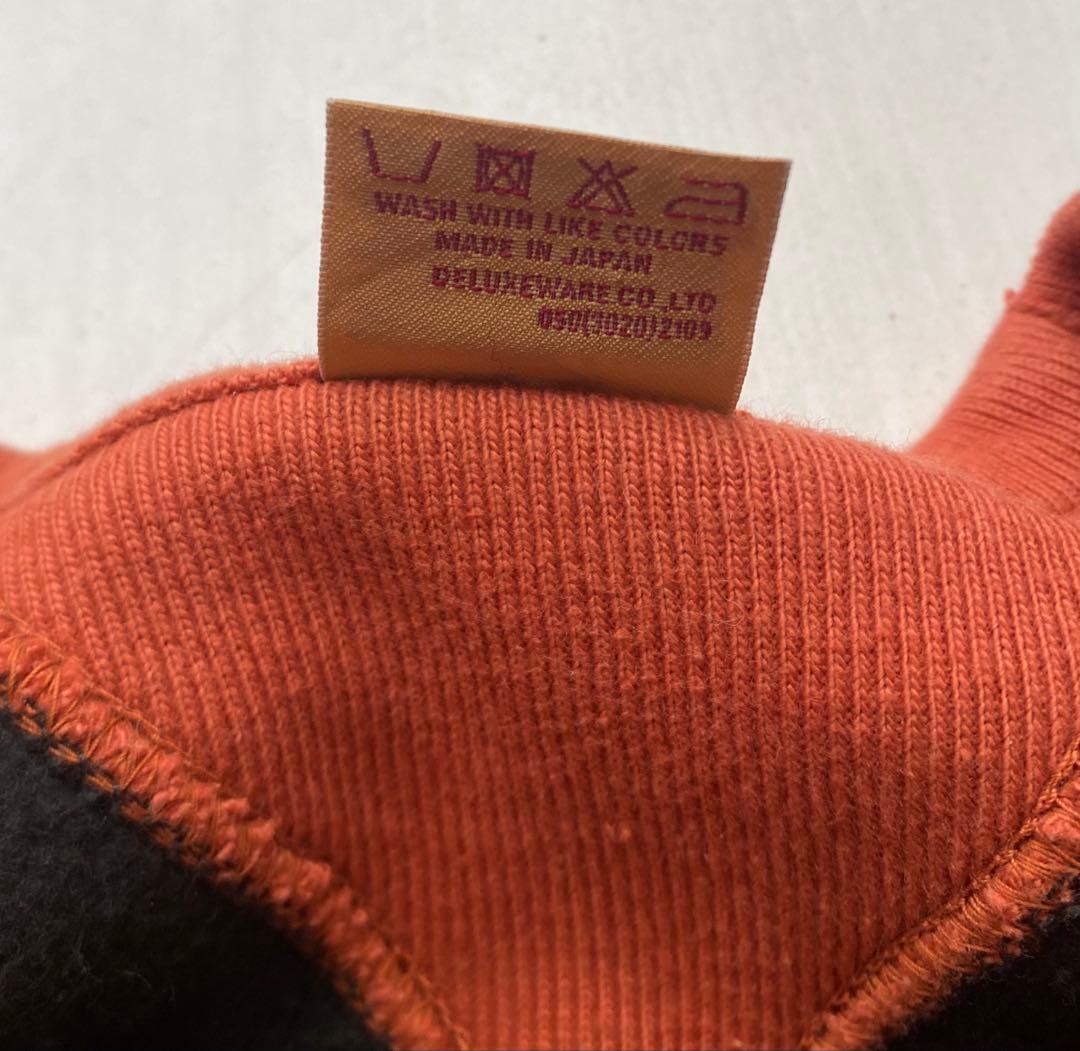 WASH WITH LIKE COLORS
MADE IN JAPAN
DELUXEWARE.CO.,LTD
050(3020)2109